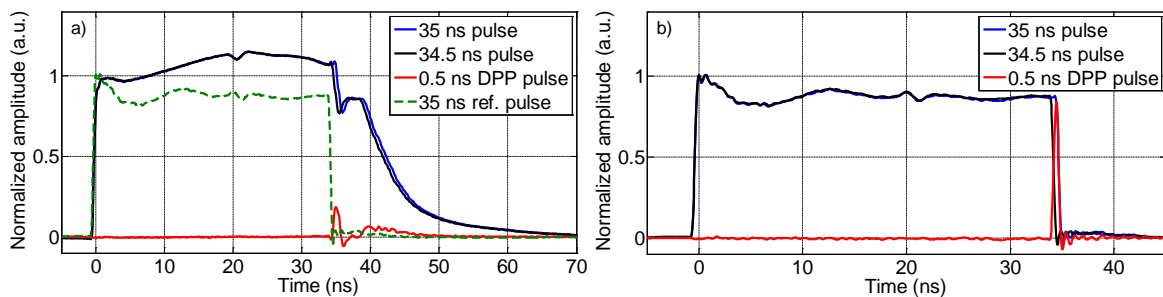 a)
35 ns pulse
34.5 ns pulse
0.5 ns DPP pulse
35 ns ref. pulse
Normalized amplitude (a.u.)
1
0.5
0
0 10 20 30 40 50 60 70
Time (ns)
b)
35 ns pulse
34.5 ns pulse
0.5 ns DPP pulse
Normalized amplitude (a.u.)
1
0.5
0
0 10 20 30 40
Time (ns)